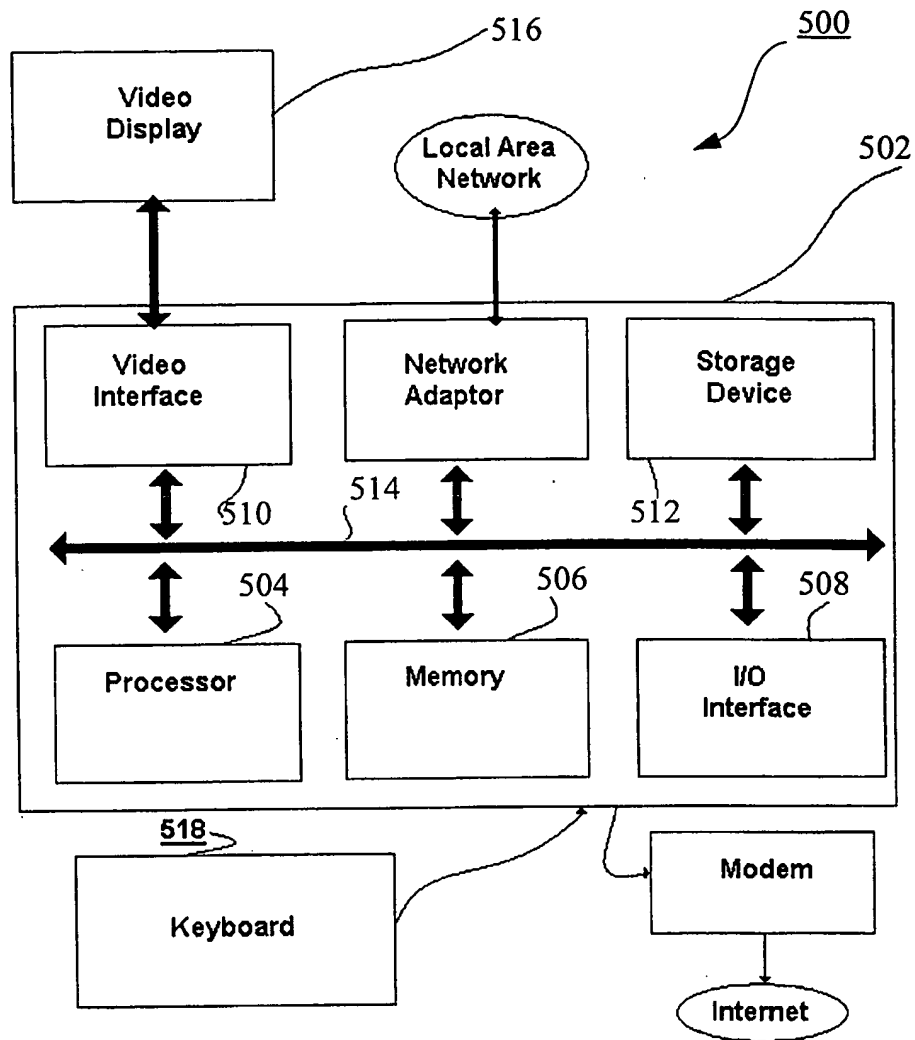 516
500
Video
Display
Local Area
Network
502
Video
Interface
Network
Adaptor
Storage
Device
510
514
512
504
506
508
Processor
Memory
I/O
Interface
518
Keyboard
Modem
Internet